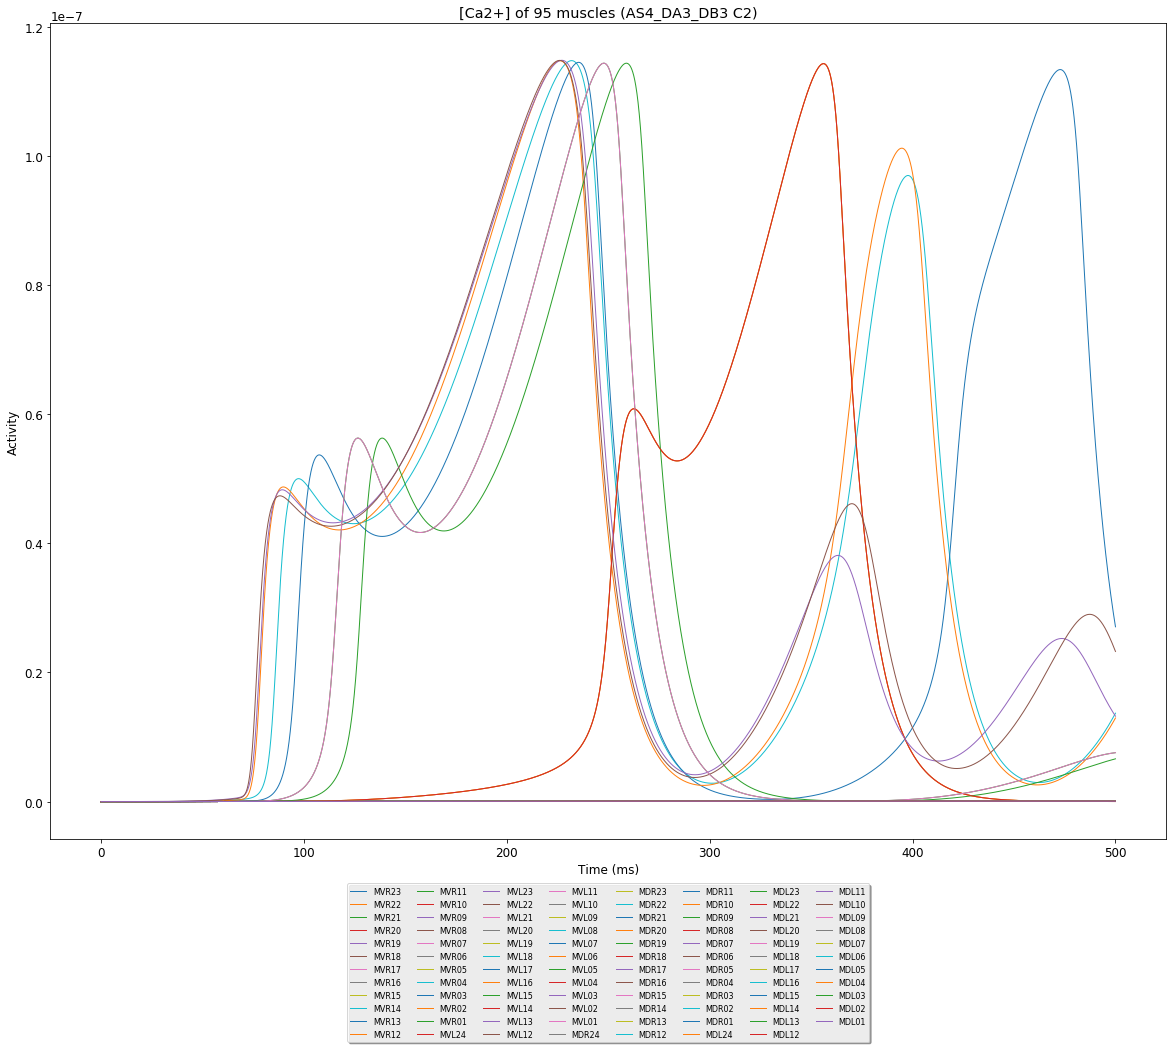 [Ca2+] of 95 muscles (AS4_DA3_DB3 C2)
1e−7
1.2
1.0
0.8
0.6
0.4
0.2
0.0
Activity
0 100 200 300 400 500
Time (ms)
MVR23 MVR11 MVL23 MVL11 MDR23 MDR11 MDL23 MDL11
MVR22 MVR10 MVL22 MVL10 MDR22 MDR10 MDL22 MDL10
MVR21 MVR09 MVL21 MVL09 MDR21 MDR09 MDL21 MDL09
MVR20 MVR08 MVL20 MVL08 MDR20 MDR08 MDL20 MDL08
MVR19 MVR07 MVL19 MVL07 MDR19 MDR07 MDL19 MDL07
MVR18 MVR06 MVL18 MVL06 MDR18 MDR06 MDL18 MDL06
MVR17 MVR05 MVL17 MVL05 MDR17 MDR05 MDL17 MDL05
MVR16 MVR04 MVL16 MVL04 MDR16 MDR04 MDL16 MDL04
MVR15 MVR03 MVL15 MVL03 MDR15 MDR03 MDL15 MDL03
MVR14 MVR02 MVL14 MVL02 MDR14 MDR02 MDL14 MDL02
MVR13 MVR01 MVL13 MVL01 MDR13 MDR01 MDL13 MDL01
MVR12 MVL24 MVL12 MDR24 MDR12 MDL24 MDL12